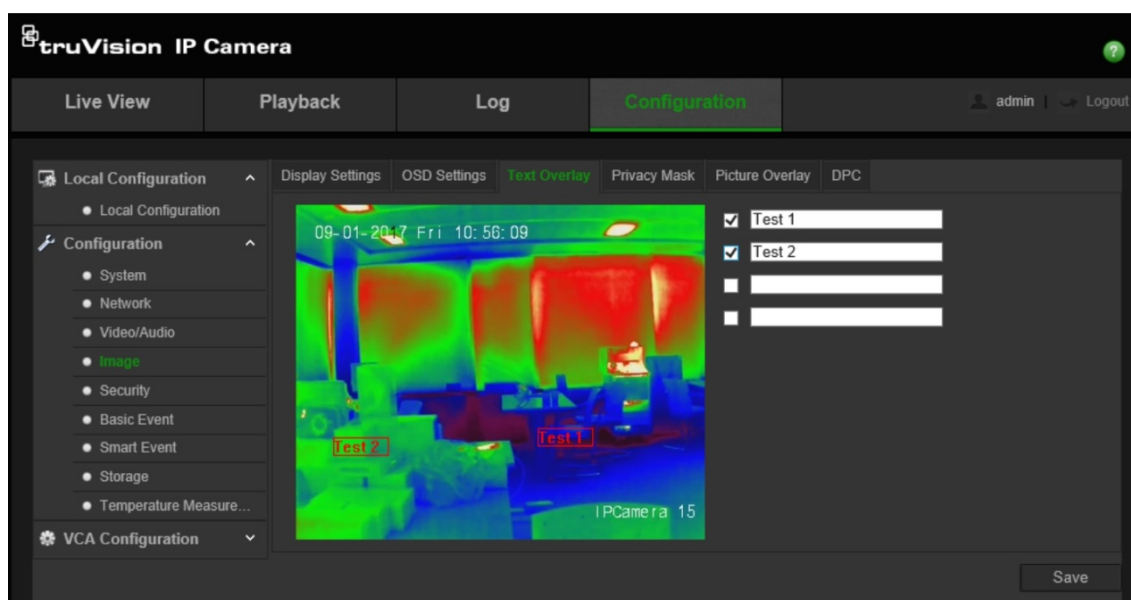 truVision IP Camera
?
Live View Playback Log Configuration admin | Logout
Local Configuration
Local Configuration
Configuration
System
Network
Video/Audio
Image
Security
Basic Event
Smart Event
Storage
Temperature Measure...
VCA Configuration
Display Settings OSD Settings Text Overlay Privacy Mask Picture Overlay DPC
09-01-2017 Fri 10:56:09
Test 2
Test 1
IPCamera 15
Test 1
Test 2
Save